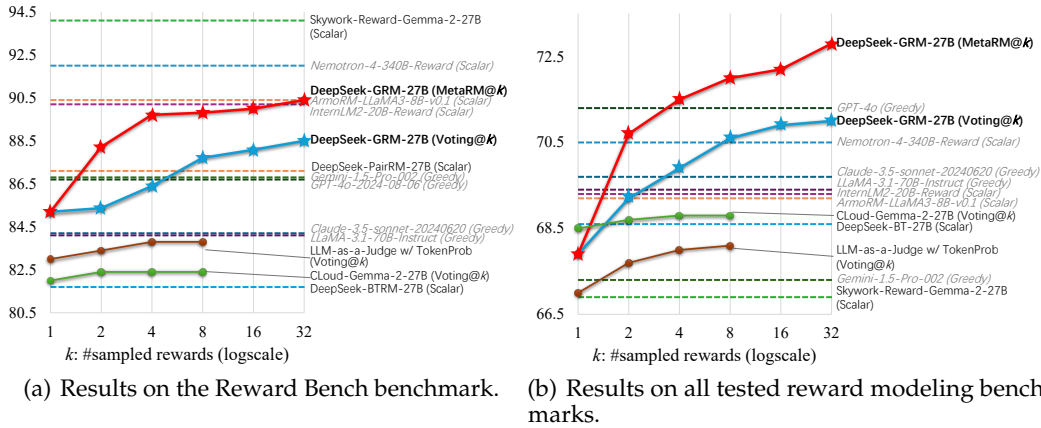 94.5
92.5
90.5
88.5
86.5
84.5
82.5
80.5
Skywork-Reward-Gemma-2-27B
(Scalar)
Nemotron-4-340B-Reward (Scalar)
DeepSeek-GRM-27B (MetaRM@k)
ArmoRM-LLaMA3-8B-v0.1 (Scalar)
InternLM2-20B-Reward (Scalar)
DeepSeek-GRM-27B (Voting@k)
DeepSeek-PairRM-27B (Scalar)
Gemini-1.5-Pro-002 (Greedy)
GPT-4o-2024-08-06 (Greedy)
Claude-3.5-sonnet-20240620 (Greedy)
LLaMA-3.1-70B-Instruct (Greedy)
LLM-as-a-Judge w/ TokenProb
(Voting@k)
CLoud-Gemma-2-27B (Voting@k)
DeepSeek-BTRM-27B (Scalar)
1 2 4 8 16 32
k: #sampled rewards (logscale)
(a) Results on the Reward Bench benchmark.
72.5
70.5
68.5
66.5
DeepSeek-GRM-27B (MetaRM@k)
GPT-4o (Greedy)
DeepSeek-GRM-27B (Voting@k)
Nemotron-4-340B-Reward (Scalar)
Claude-3.5-sonnet-20240620 (Greedy)
LLaMA-3.1-70B-Instruct (Greedy)
InternLM2-20B-Reward (Scalar)
ArmoRM-LLaMA3-8B-v0.1 (Scalar)
CLoud-Gemma-2-27B (Voting@k)
DeepSeek-BT-27B (Scalar)
LLM-as-a-Judge w/ TokenProb
(Voting@k)
Gemini-1.5-Pro-002 (Greedy)
Skywork-Reward-Gemma-2-27B
(Scalar)
1 2 4 8 16 32
k: #sampled rewards (logscale)
(b) Results on all tested reward modeling bench
marks.